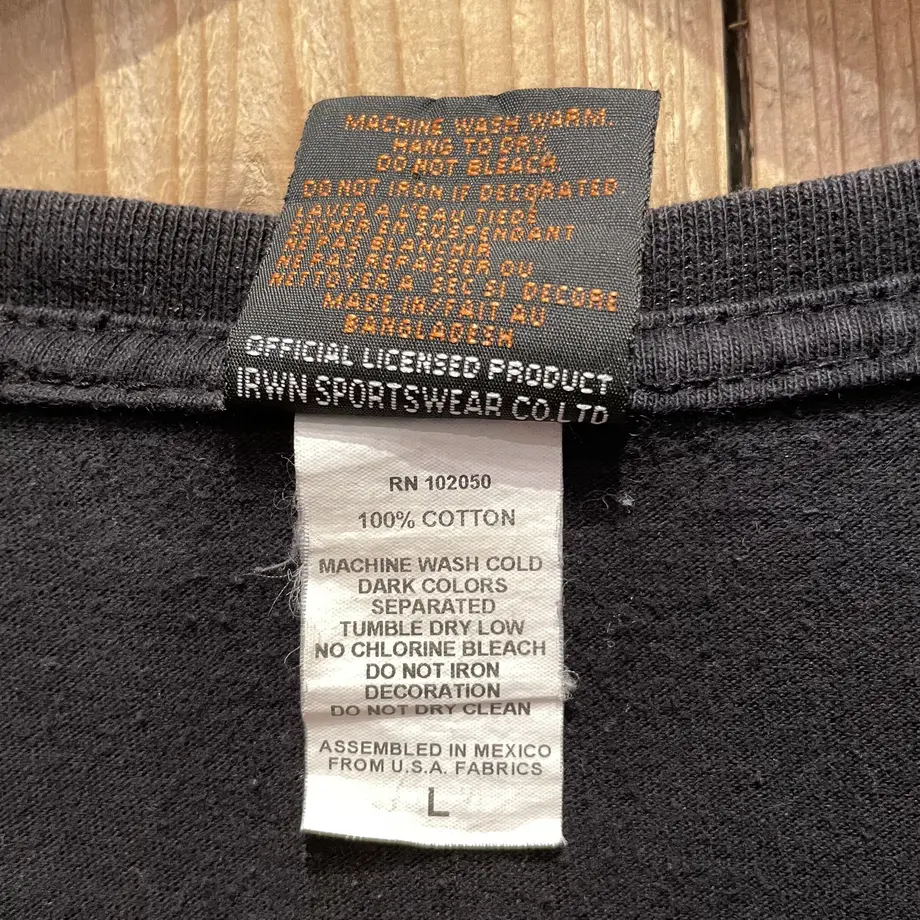 MACHINE WASH WARM.
HANG TO DRY
DO NOT BLEACH
DO NOT IRON IF DECORATED
LAVER A L'EAU TIEDE
SECHER EN SUSPENDANT
NE PAS BLANCHIR
NE PAS REPASSER OU
NETTOYER A SEC SI DECORE
MADE IN/FAIT AU
BANGLADESH
OFFICIAL LICENSED PRODUCT
IRWN SPORTSWEAR CO.LTD
RN 102050
100% COTTON
MACHINE WASH COLD
DARK COLORS
SEPARATED
TUMBLE DRY LOW
NO CHLORINE BLEACH
DO NOT IRON
DECORATION
DO NOT DRY CLEAN
ASSEMBLED IN MEXICO
FROM U.S.A. FABRICS
L